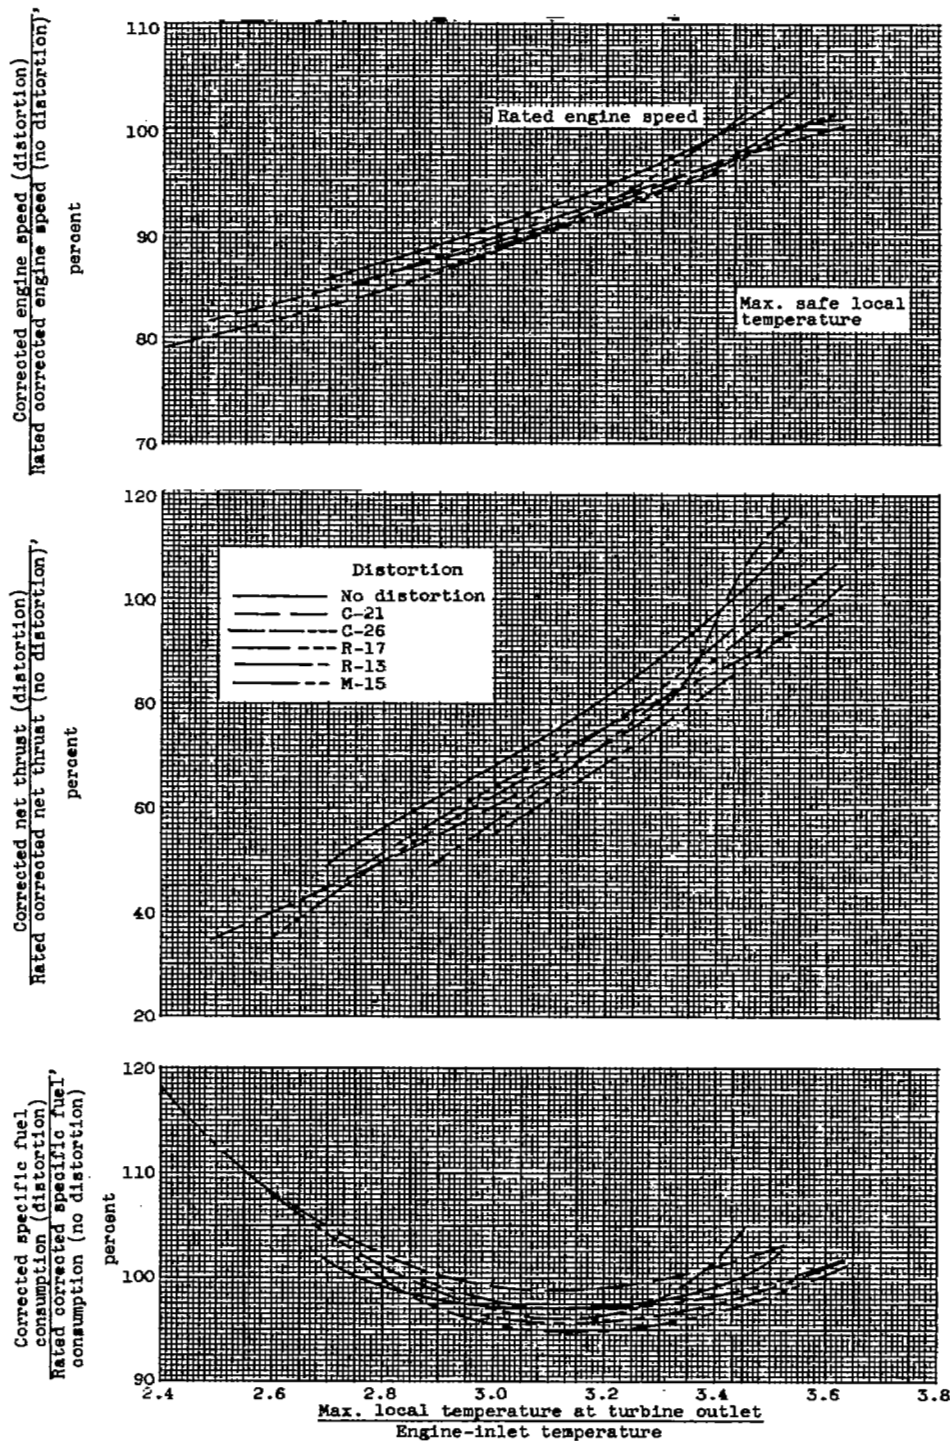 Corrected engine speed (distortion)
Rated corrected engine speed (no distortion)'
percent
110
100
90
80
70
Rated engine speed
Max. safe local
temperature
Corrected net thrust (distortion)
Rated corrected net thrust (no distortion)'
percent
120
100
80
60
40
20
Distortion
No distortion
C-21
C-26
R-17
R-13
M-15
Corrected specific fuel
consumption (distortion)
Rated corrected specific fuel'
consumption (no distortion)
percent
120
110
100
90
2.4 2.6 2.8 3.0 3.2 3.4 3.6 3.8
Max. local temperature at turbine outlet
Engine-inlet temperature